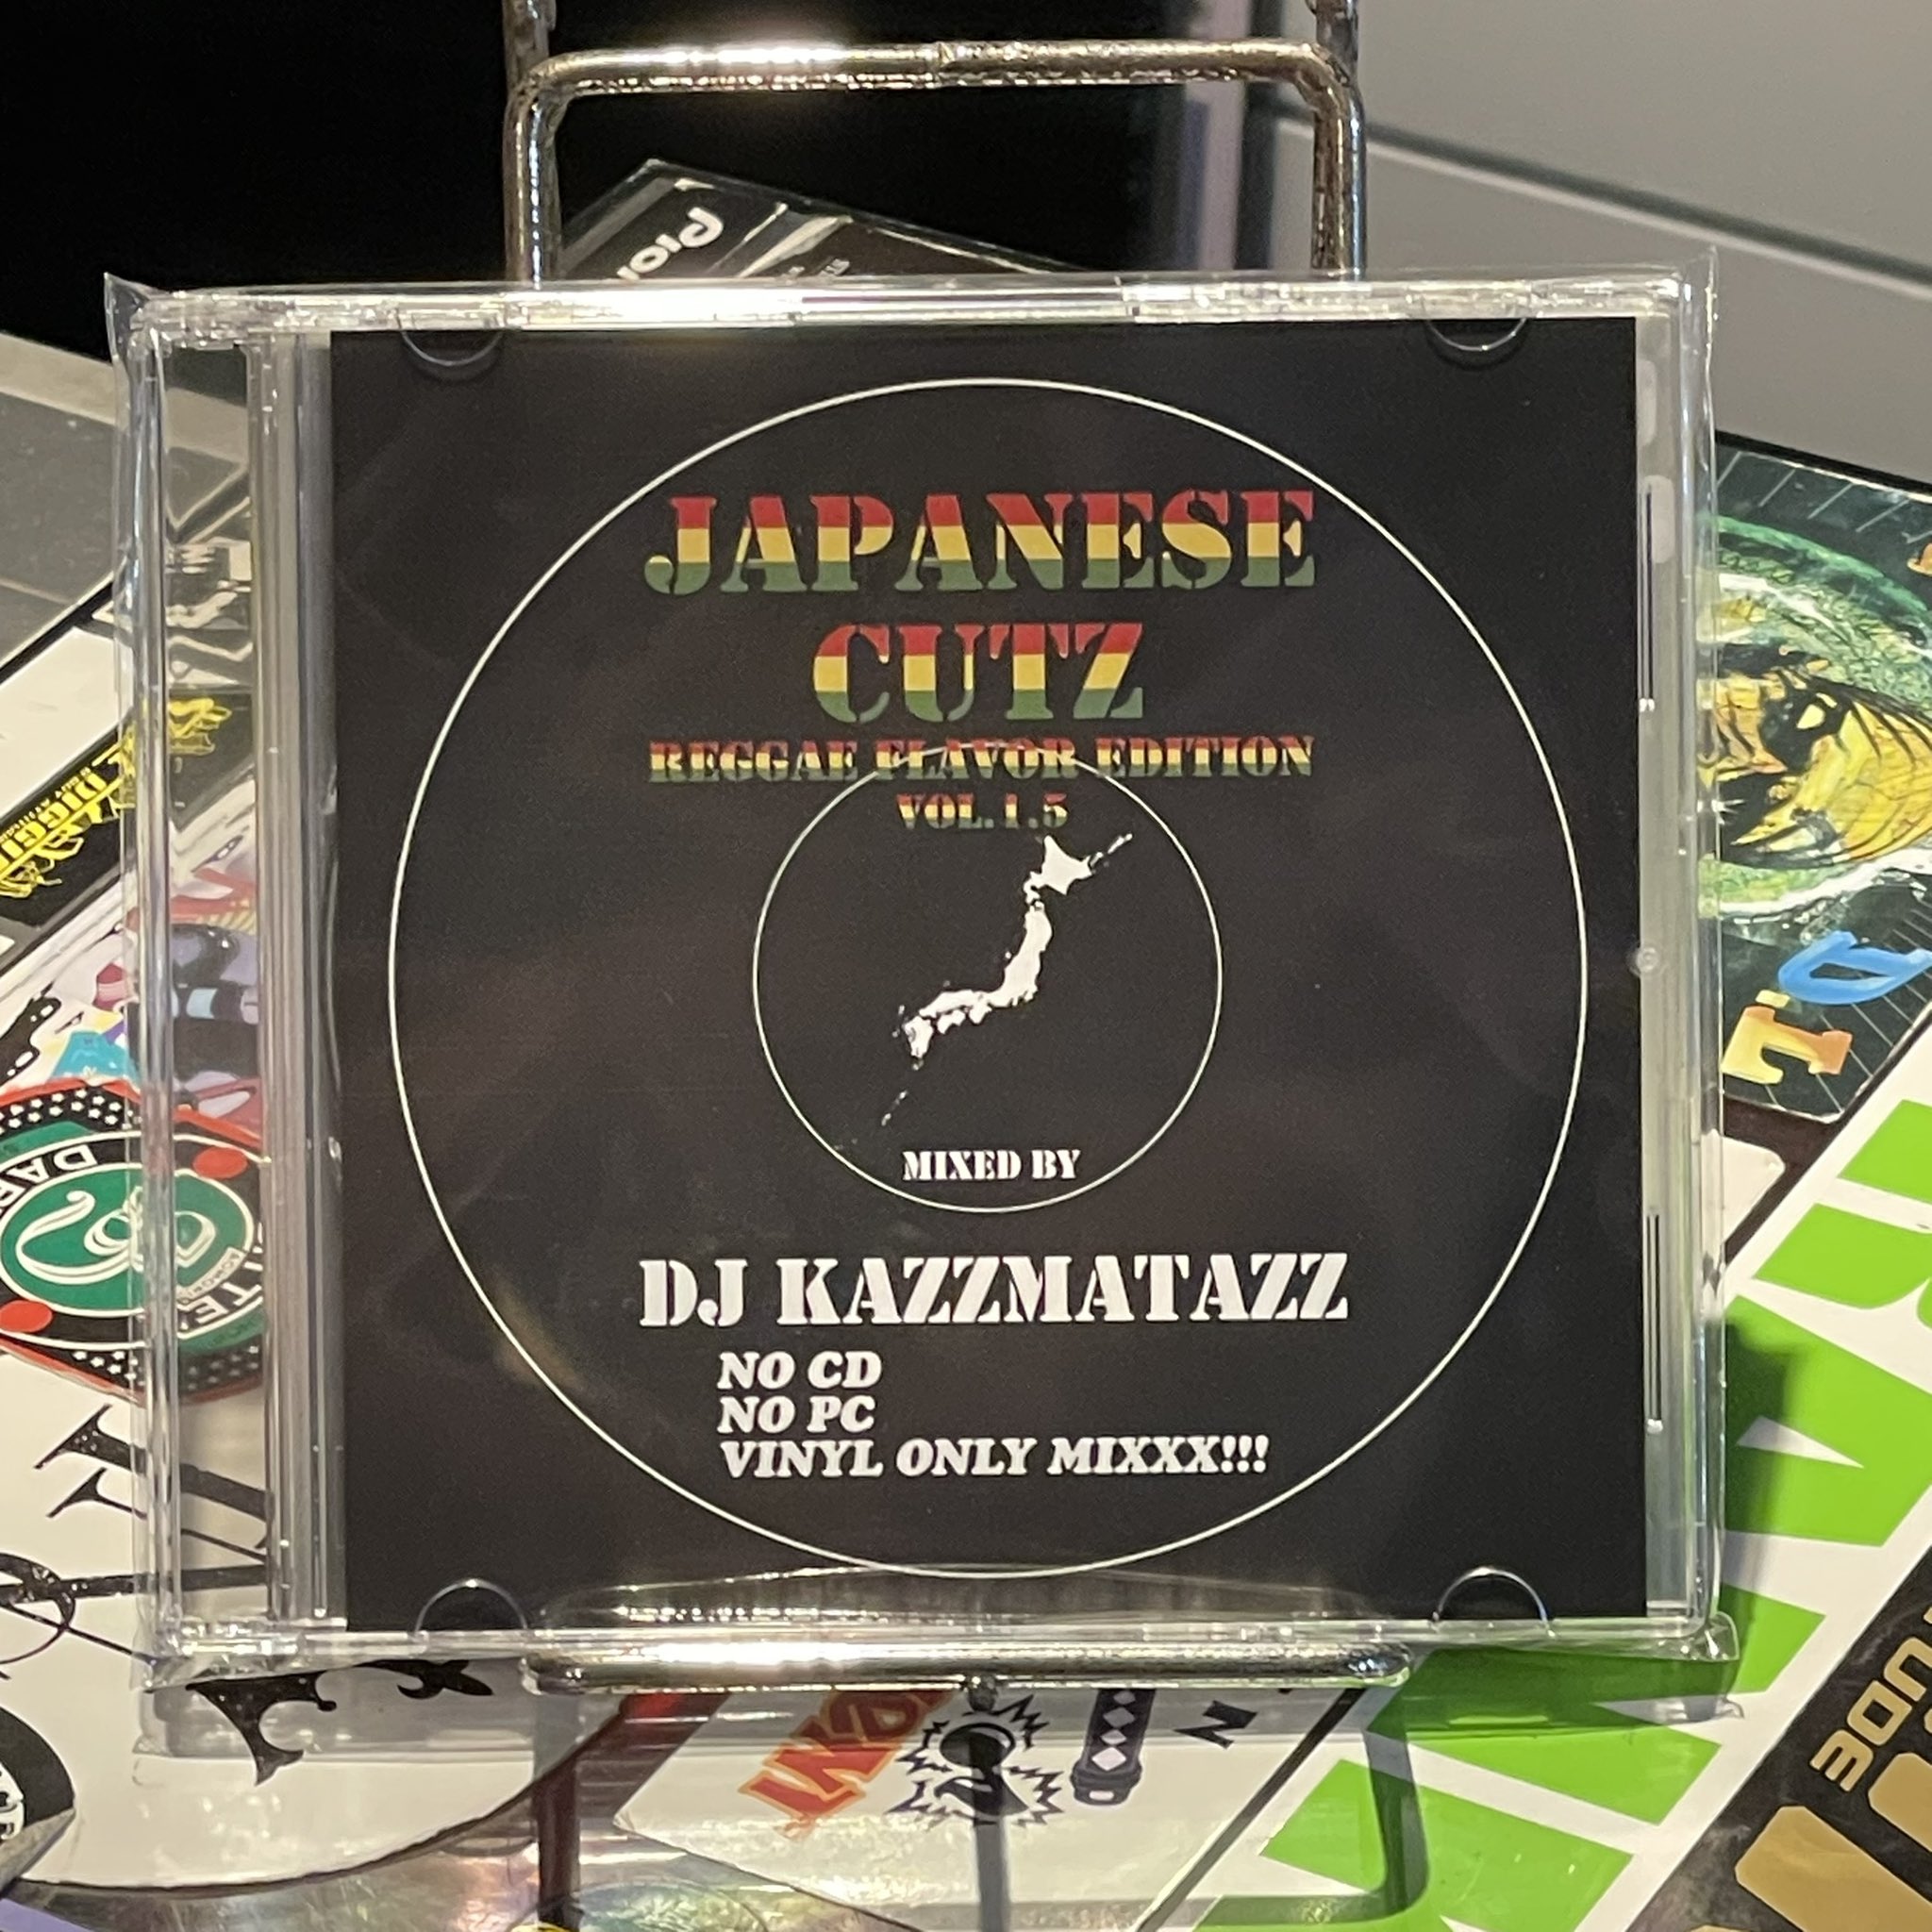 JAPANESE
CUTZ
REGGAE FLAVOR EDITION
VOL.1.5
MIXED BY
DJ KAZZMATAZZ
NO CD
NO PC
VINYL ONLY MIXXX!!!